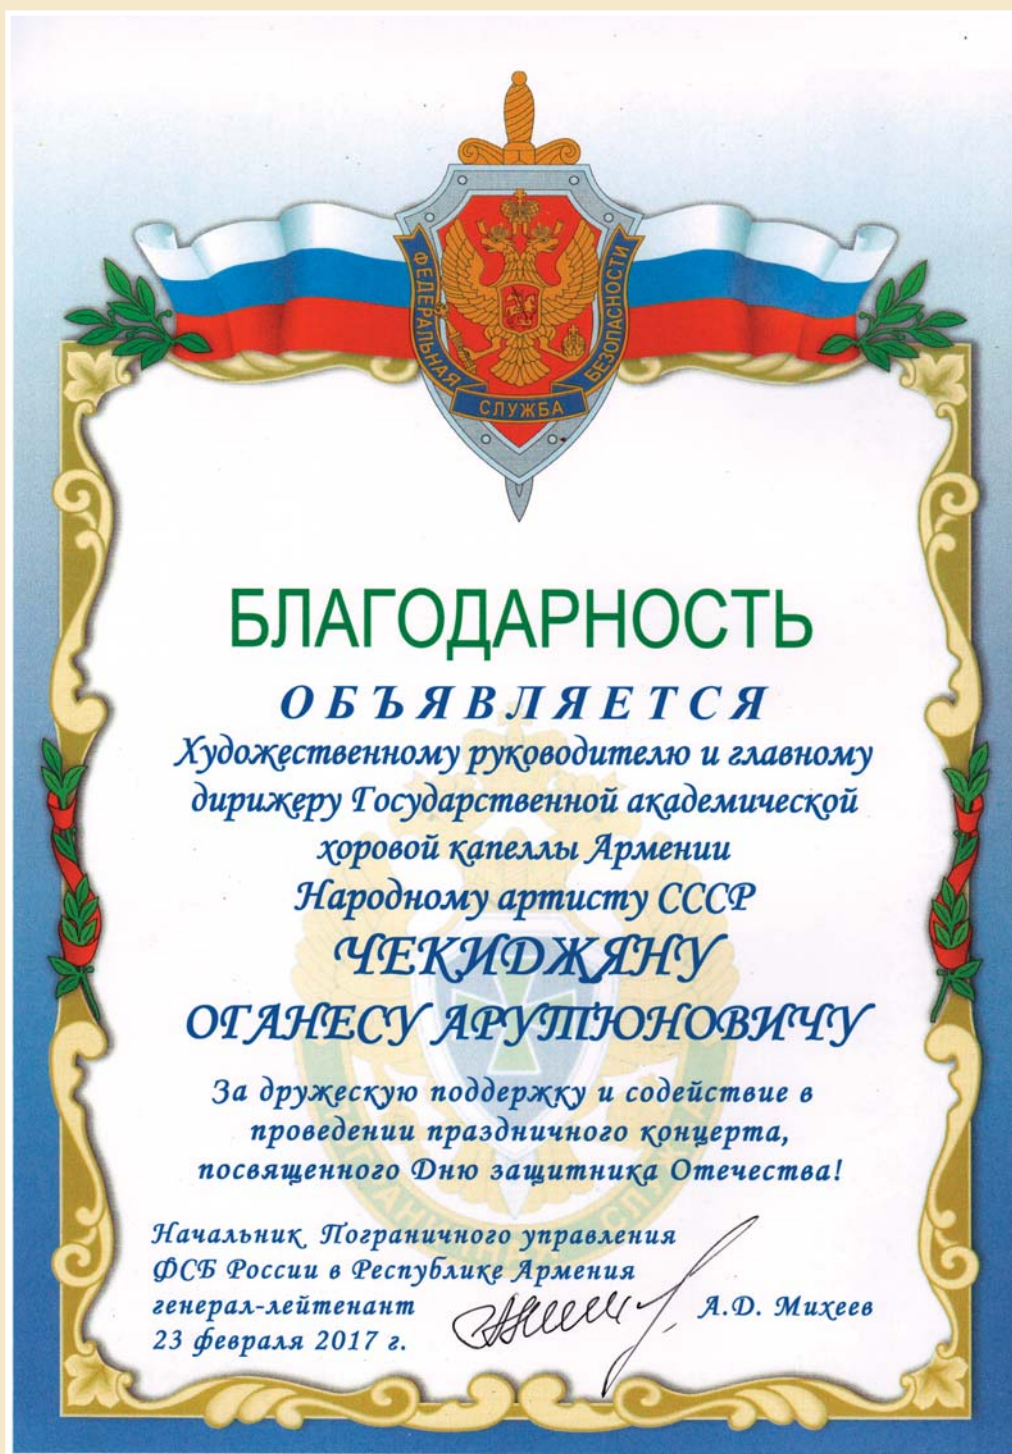 ФЕДЕРАЛЬНАЯ
СЛУЖБА
БЕЗОПАСНОСТИ
БЛАГОДАРНОСТЬ
ОБЪЯВЛЯЕТСЯ
Художественному руководителю и главному
дирижеру Государственной академической
хоровой капеллы Армении
Народному артисту СССР
ЧЕКИДЖЯНУ
ОГАНЕСУ АРУТЮНОВИЧУ
За дружескую поддержку и содействие в
проведении праздничного концерта,
посвященного Дню защитника Отечества!
Начальник Пограничного управления
ФСБ России в Республике Армения
генерал-лейтенант
А.Д. Михеев
23 февраля 2017 г.